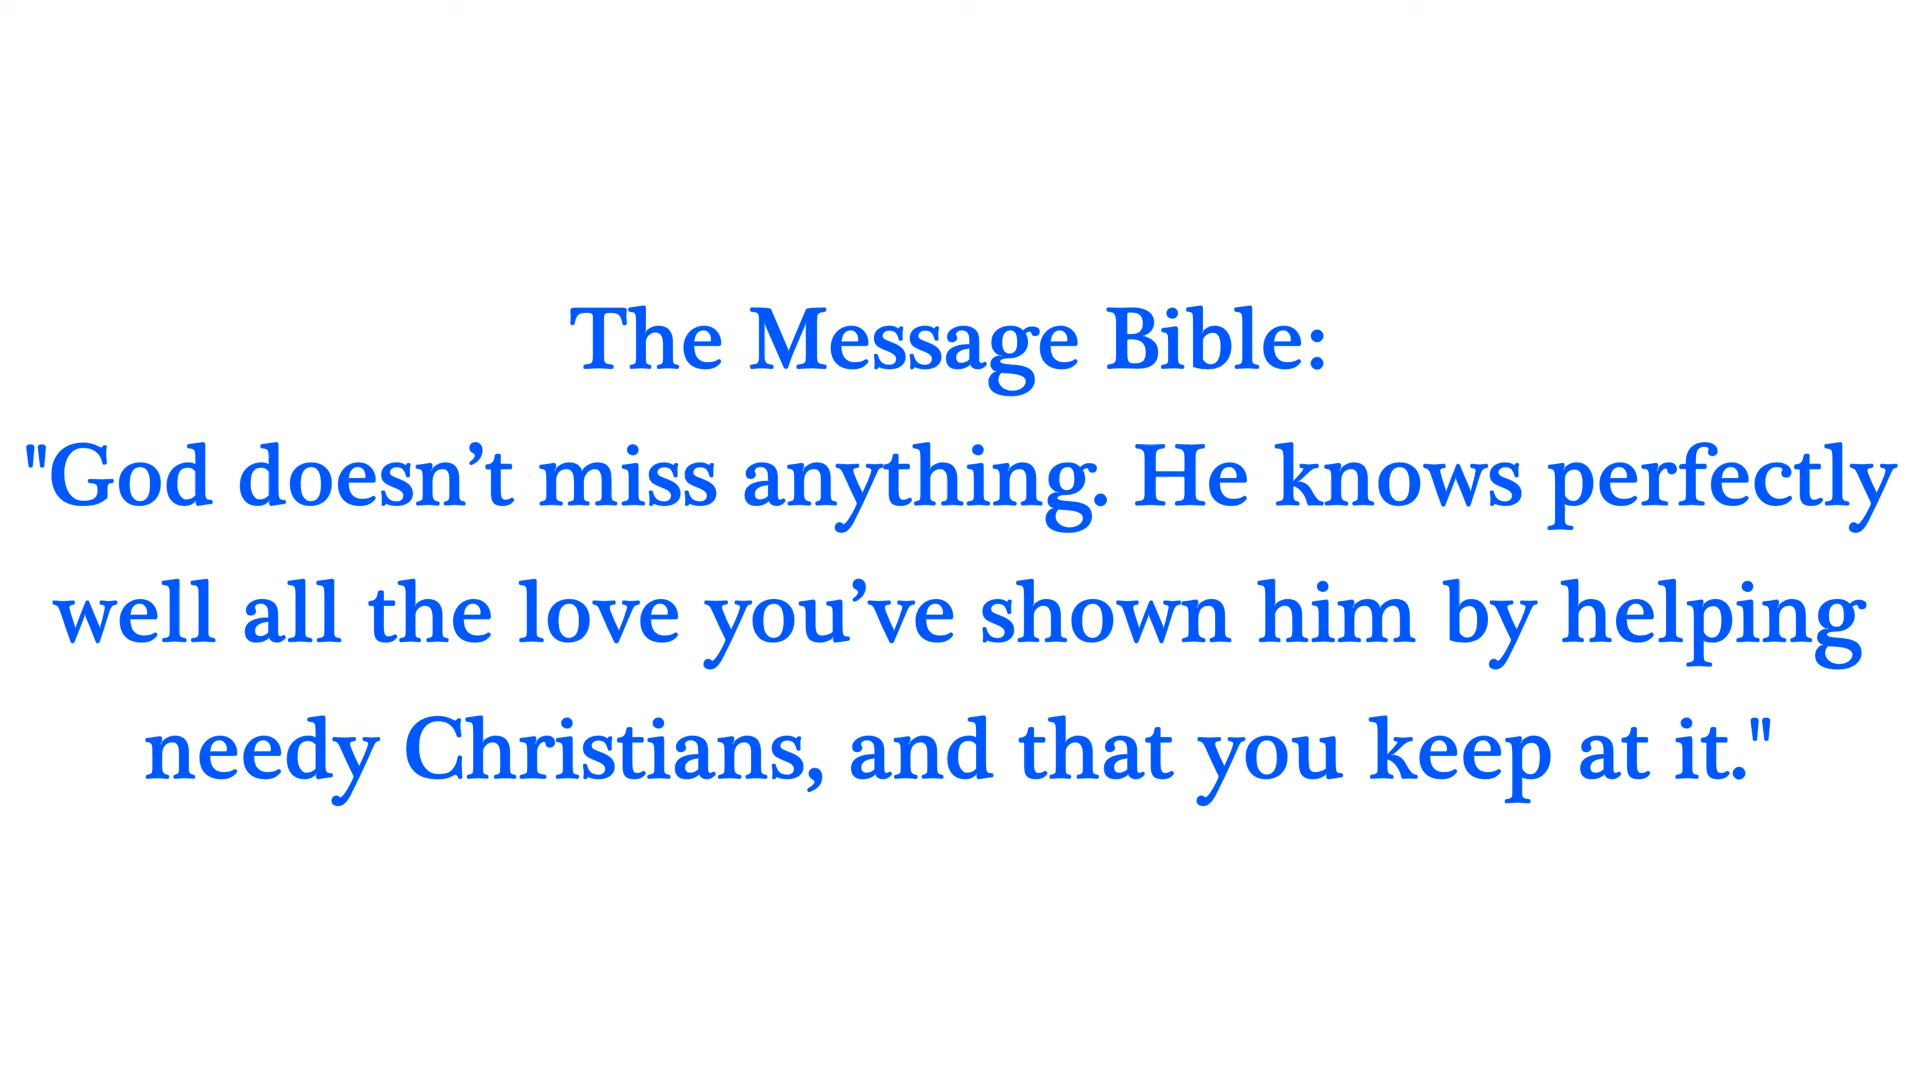 The Message Bible:
"God doesn’t miss anything. He knows perfectly
well all the love you’ve shown him by helping
needy Christians, and that you keep at it."